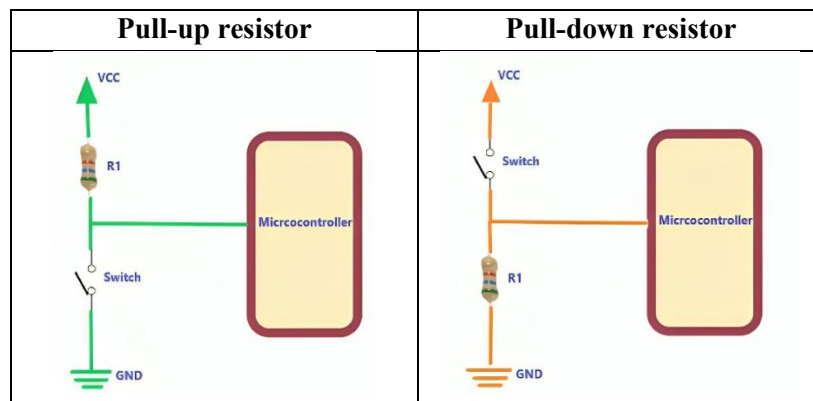 Pull-up resistor
Pull-down resistor
VCC
R1
Micrcocontroller
Switch
GND
VCC
Switch
Micrcocontroller
R1
GND